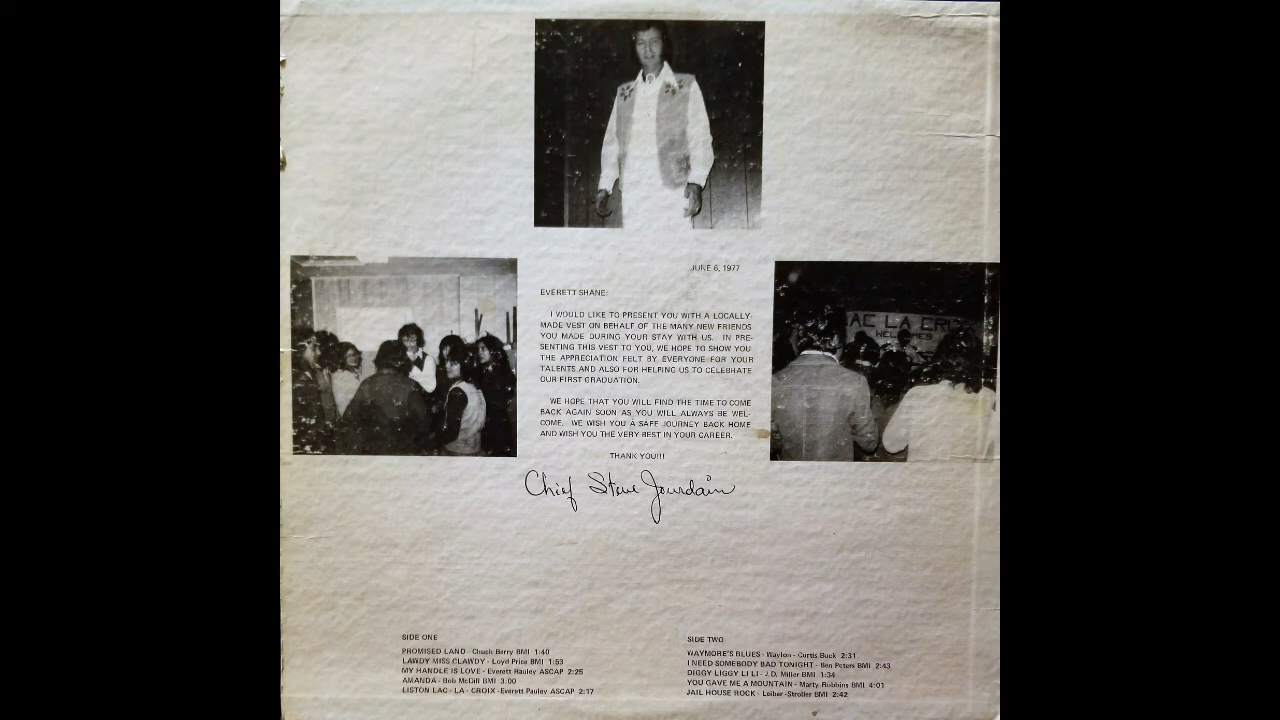 JUNE 6, 1977
EVERETT SHANE:
I WOULD LIKE TO PRESENT YOU WITH A LOCALLY-
MADE VEST ON BEHALF OF THE MANY NEW FRIENDS
YOU MADE DURING YOUR STAY WITH US. IN PRE-
SENTING THIS VEST TO YOU, WE HOPE TO SHOW YOU
THE APPRECIATION FELT BY EVERYONE FOR YOUR
TALENTS AND ALSO FOR HELPING US TO CELEBRATE
OUR FIRST GRADUATION.
WE HOPE THAT YOU WILL FIND THE TIME TO COME
BACK AGAIN SOON AS YOU WILL ALWAYS BE WEL-
COME. WE WISH YOU A SAFE JOURNEY BACK HOME
AND WISH YOU THE VERY BEST IN YOUR CAREER.
THANK YOU!!!
Chief Steve Jourdain
LAC LA CROIX
WELCOMES
SIDE ONE
PROMISED LAND - Chuck Berry BMI 1:40
LAWDY MISS CLAWDY - Loyd Price BMI 1:53
MY HANDLE IS LOVE - Everett Rauley ASCAP 2:25
AMANDA - Bob McDill BMI 3:00
LISTON LAC - LA - CROIX - Everett Pauley ASCAP 2:17
SIDE TWO
WAYMORE'S BLUES - Waylon - Curtis Buck 2:31
I NEED SOMEBODY BAD TONIGHT - Ben Peters BMI 2:43
DIGGY LIGGY LI LI - J.D. Miller BMI 1:34
YOU GAVE ME A MOUNTAIN - Marty Robbins BMI 4:01
JAIL HOUSE ROCK - Leiber - Stroller BMI 2:42